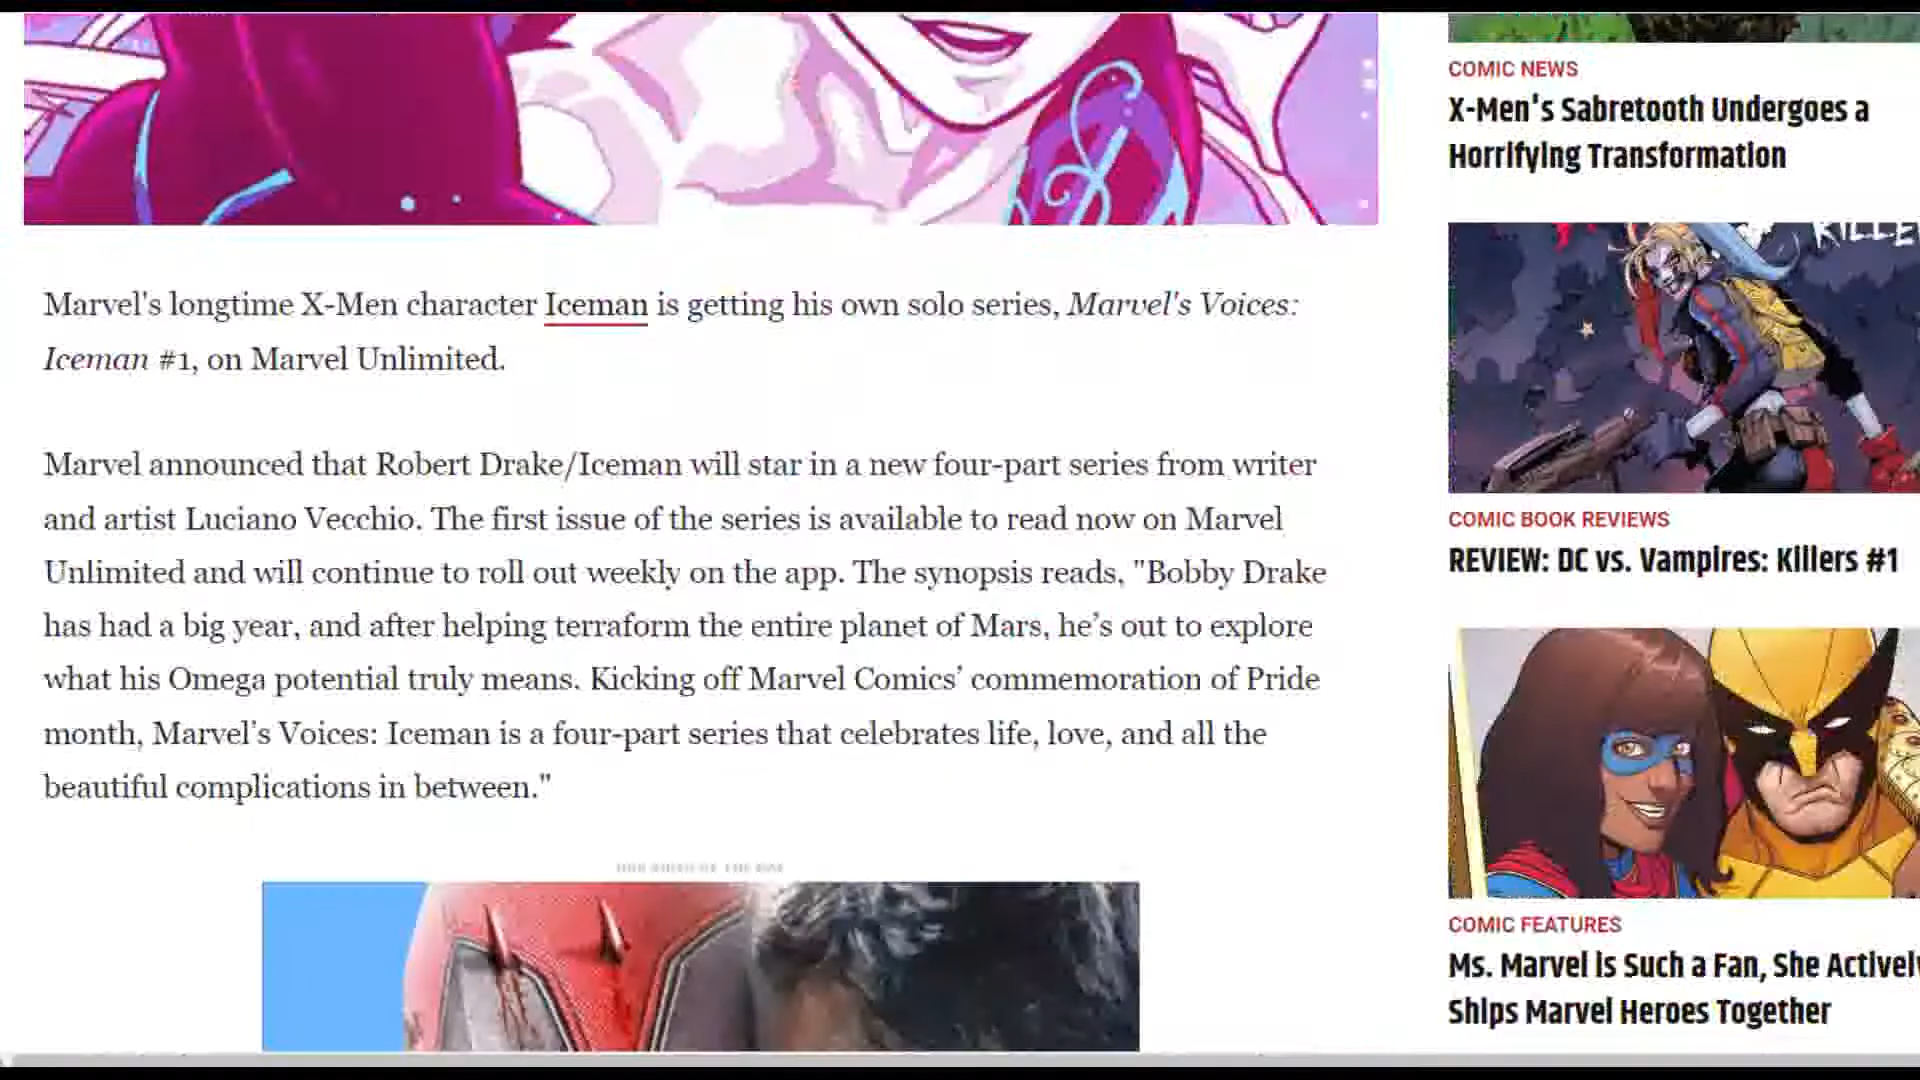 Marvel's longtime X-Men character Iceman is getting his own solo series, Marvel's Voices:
Iceman #1, on Marvel Unlimited.
Marvel announced that Robert Drake/Iceman will star in a new four-part series from writer
and artist Luciano Vecchio. The first issue of the series is available to read now on Marvel
Unlimited and will continue to roll out weekly on the app. The synopsis reads, "Bobby Drake
has had a big year, and after helping terraform the entire planet of Mars, he’s out to explore
what his Omega potential truly means. Kicking off Marvel Comics’ commemoration of Pride
month, Marvel’s Voices: Iceman is a four-part series that celebrates life, love, and all the
beautiful complications in between."
COMIC NEWS
X-Men's Sabretooth Undergoes a
Horrifying Transformation
COMIC BOOK REVIEWS
REVIEW: DC vs. Vampires: Killers #1
COMIC FEATURES
Ms. Marvel is Such a Fan, She Actively
Ships Marvel Heroes Together